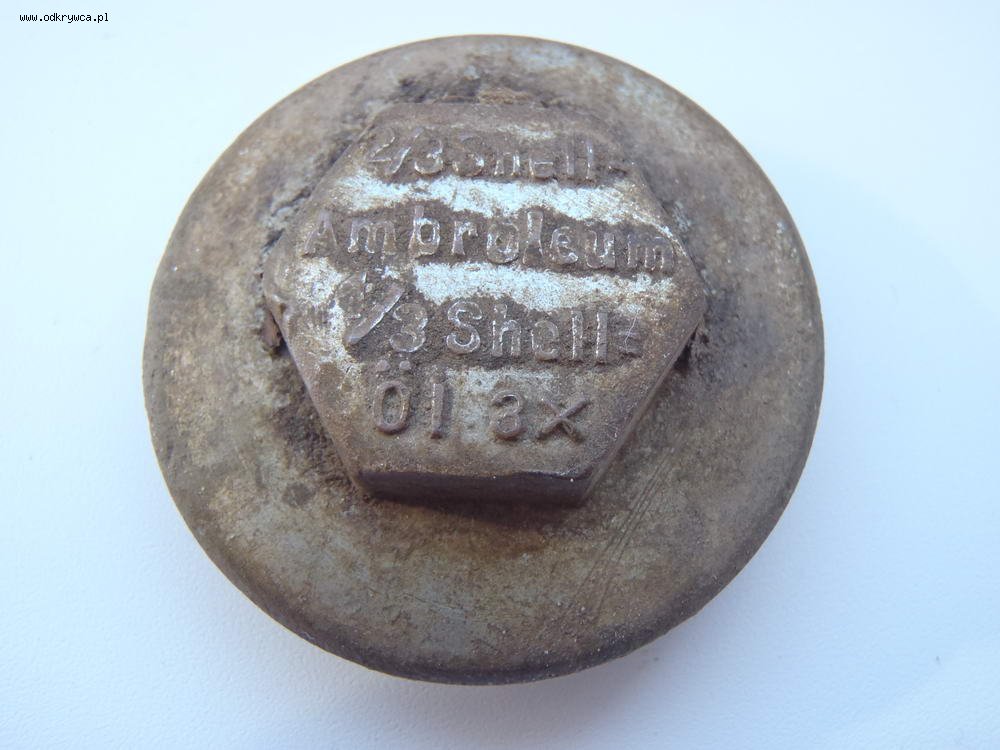 www.odkrywca.pl
2/3 Shell=
Ambroleum
1/3 Shell=
Öl 3x